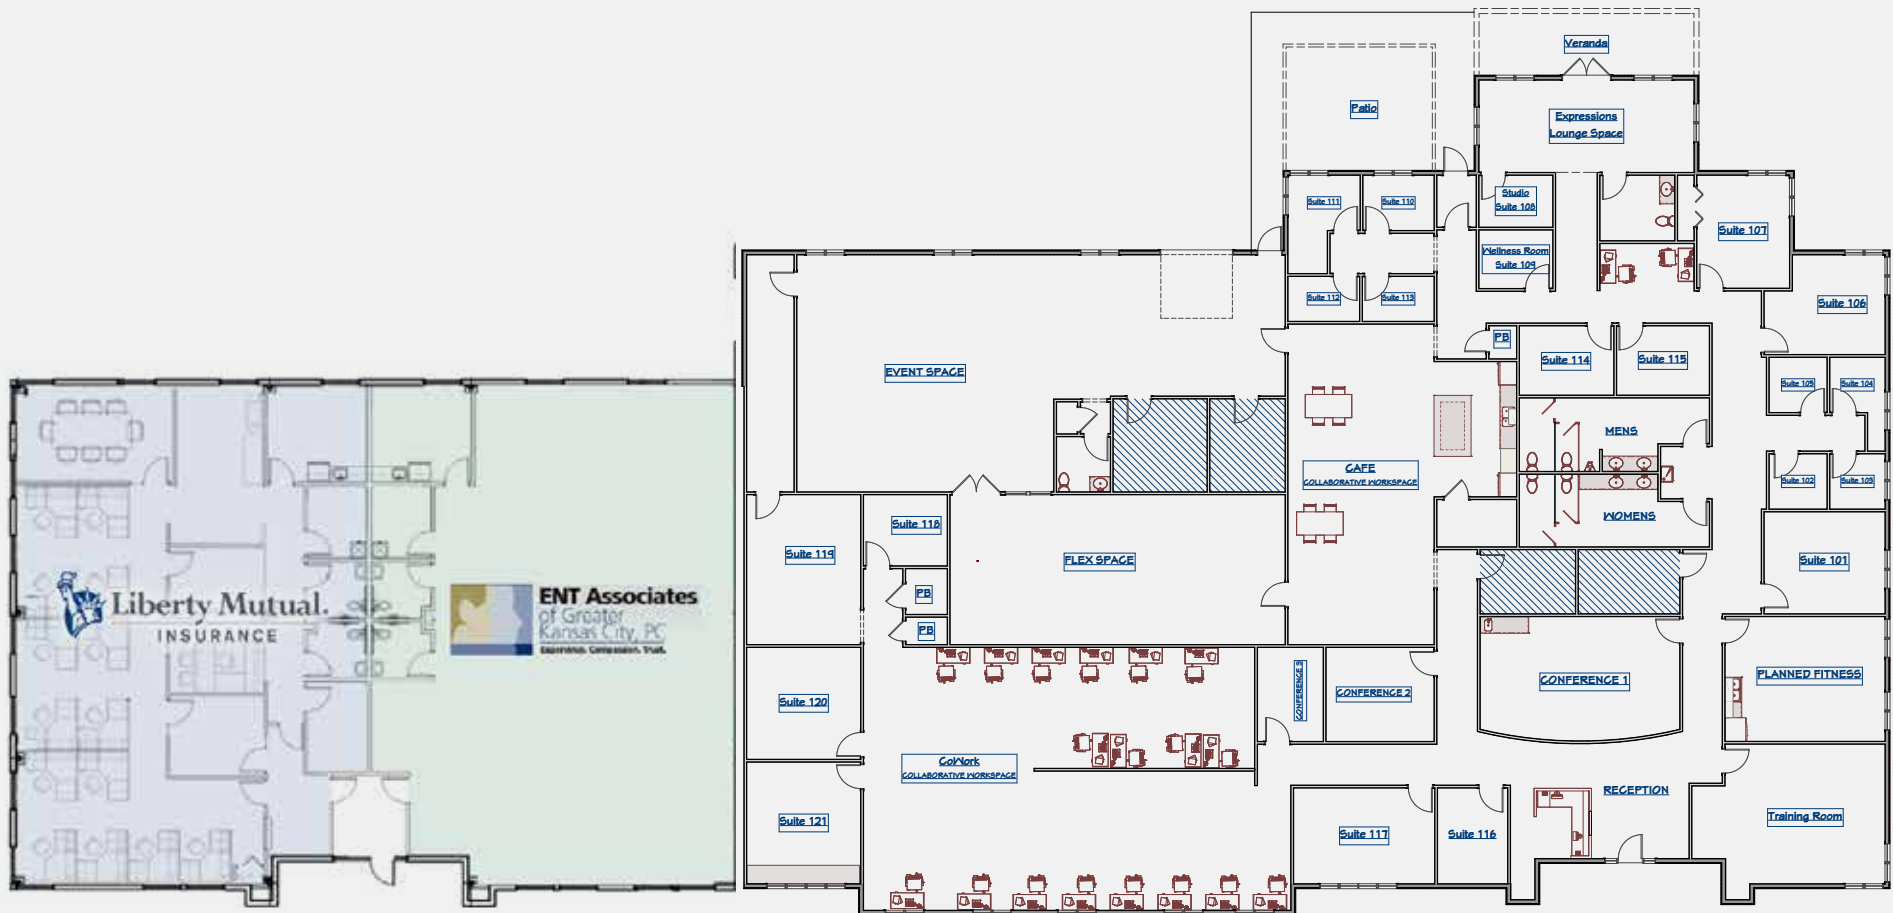 Veranda
Patio
Expressions
Lounge Space
Suite 111
Suite 110
Studio
Suite 108
Suite 107
Wellness Room
Suite 109
Suite 112
Suite 113
Suite 106
PB
Suite 114
Suite 115
EVENT SPACE
Suite 105
Suite 104
MENS
CAFE
COLLABORATIVE WORKSPACE
Suite 102
Suite 103
WOMENS
Suite 118
Suite 119
FLEX SPACE
Suite 101
PB
PB
Liberty Mutual.
INSURANCE
ENT Associates
of Greater
Kansas City, PC
Experience. Compassion. Trust.
CONFERENCE 3
CONFERENCE 2
CONFERENCE 1
PLANNED FITNESS
Suite 120
CoWork
COLLABORATIVE WORKSPACE
RECEPTION
Suite 121
Suite 117
Suite 116
Training Room